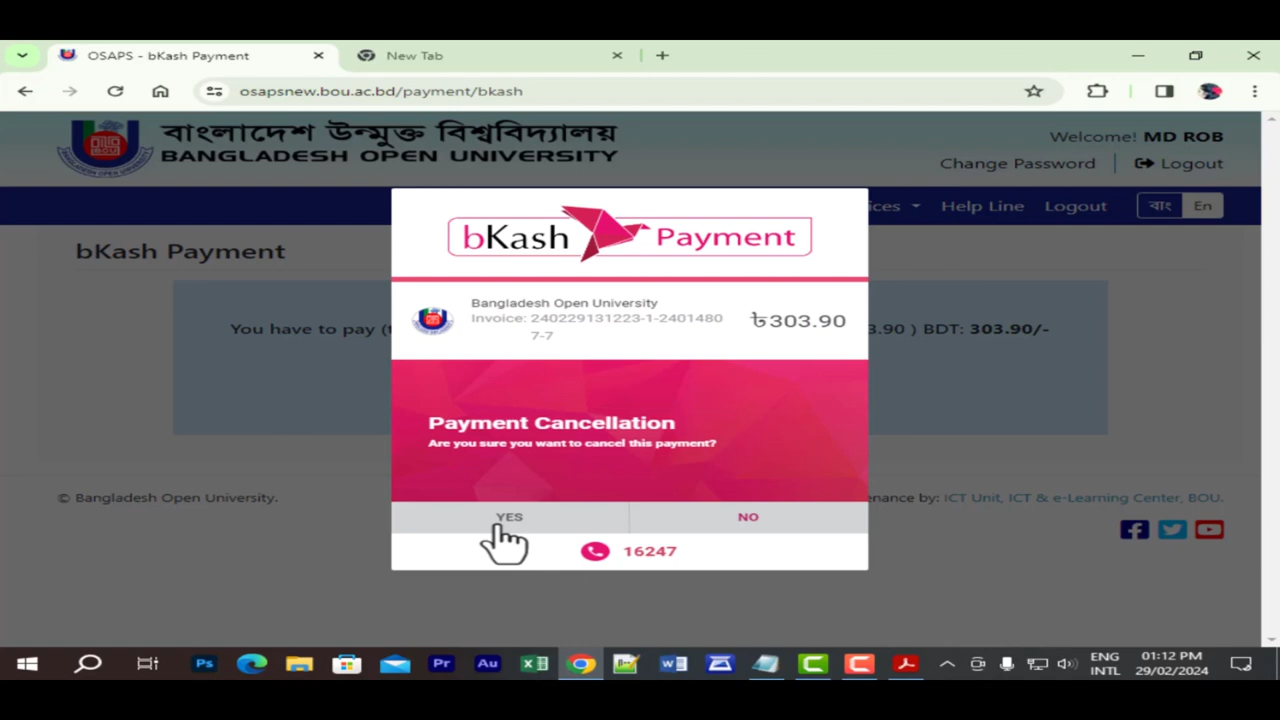 OSAPS - bKash Payment
New Tab
osapsnew.bou.ac.bd/payment/bkash
বাংলাদেশ উন্মুক্ত বিশ্ববিদ্যালয়
BANGLADESH OPEN UNIVERSITY
Welcome! MD ROB
Change Password
Logout
ices
Help Line
Logout
বাং
En
bKash Payment
bKash Payment
Bangladesh Open University
Invoice: 240229131223-1-2401480
7-7
৳303.90
You have to pay (
3.90 ) BDT: 303.90/-
Payment Cancellation
Are you sure you want to cancel this payment?
YES
NO
16247
© Bangladesh Open University.
enance by: ICT Unit, ICT & e-Learning Center, BOU.
Ps
Pr
Au
ENG
INTL
01:12 PM
29/02/2024